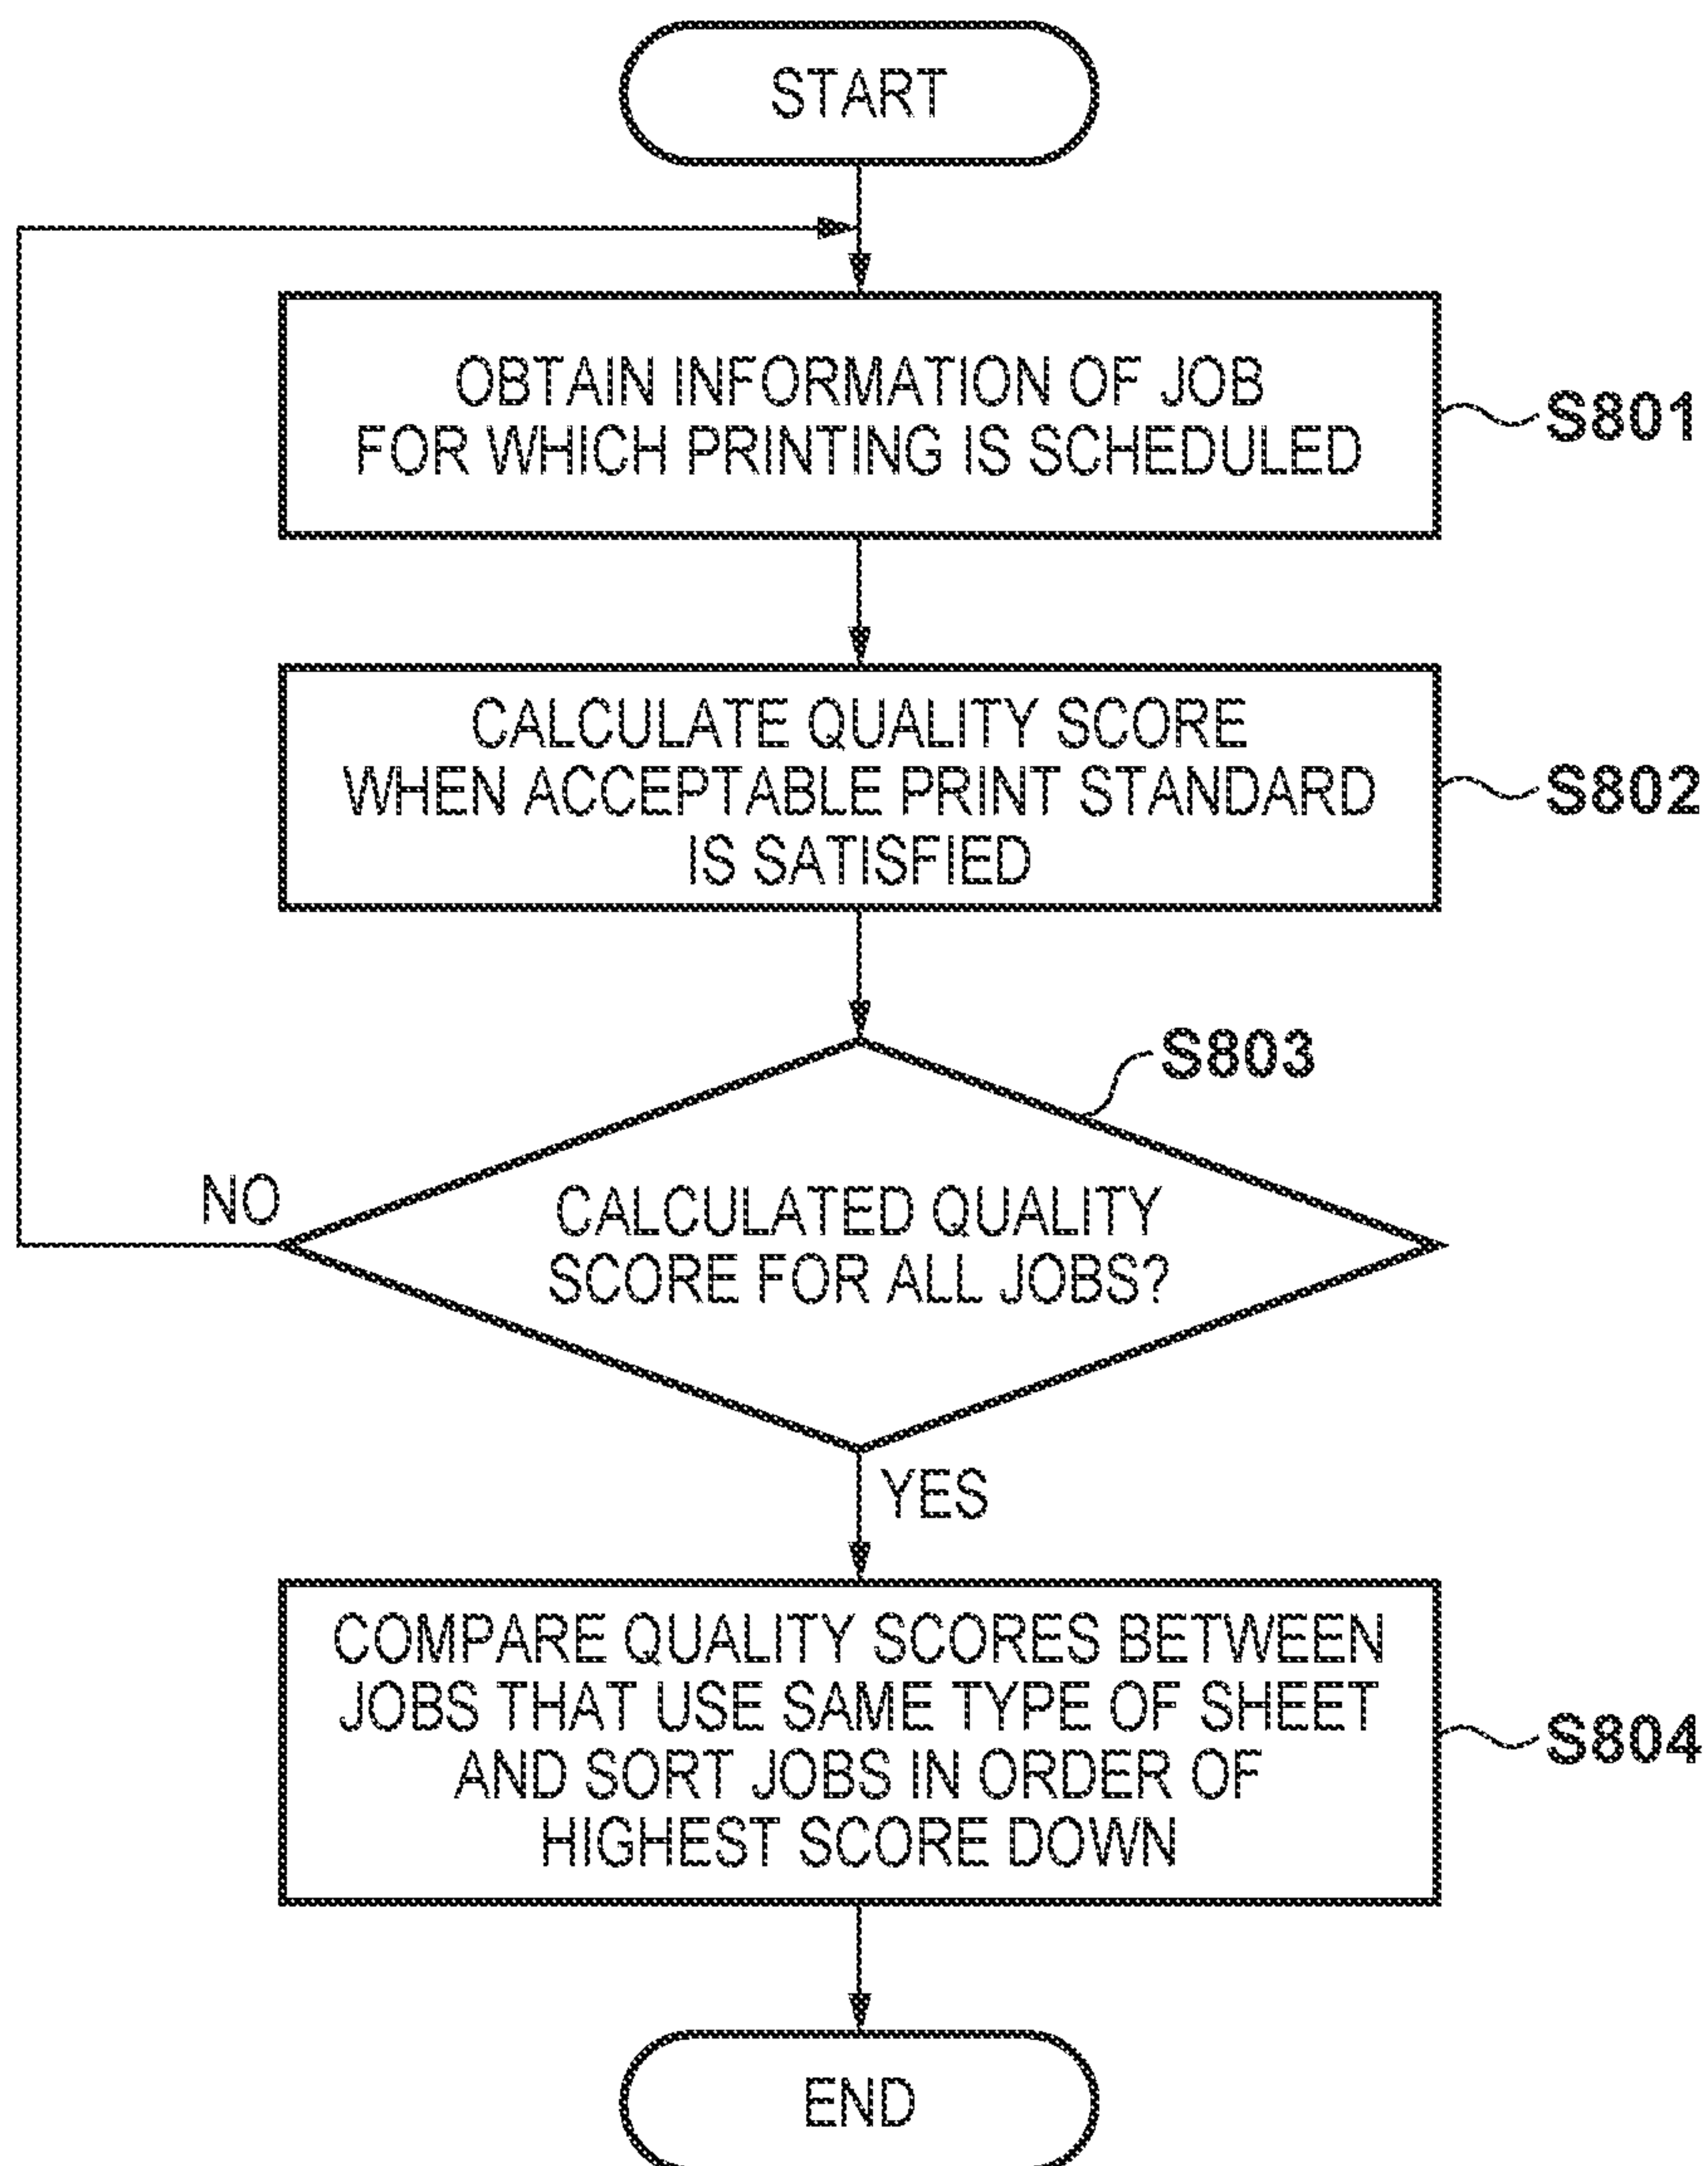 START
OBTAIN INFORMATION OF JOB
FOR WHICH PRINTING IS SCHEDULED
S801
CALCULATE QUALITY SCORE
WHEN ACCEPTABLE PRINT STANDARD
IS SATISFIED
S802
S803
NO
CALCULATED QUALITY
SCORE FOR ALL JOBS?
YES
COMPARE QUALITY SCORES BETWEEN
JOBS THAT USE SAME TYPE OF SHEET
AND SORT JOBS IN ORDER OF
HIGHEST SCORE DOWN
S804
END